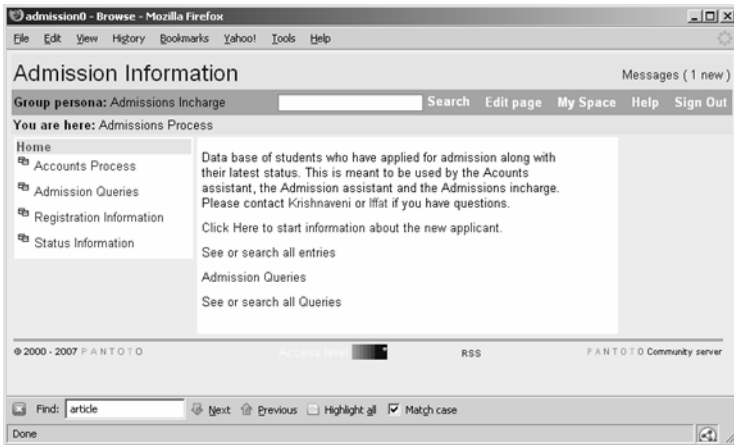 admission0 - Browse - Mozilla Firefox
File Edit View History Bookmarks Yahoo! Tools Help
Admission Information
Messages ( 1 new )
Group persona: Admissions Incharge
Search Edit page My Space Help Sign Out
You are here: Admissions Process
Home
Accounts Process
Admission Queries
Registration Information
Status Information
Data base of students who have applied for admission along with
their latest status. This is meant to be used by the Acounts
assistant, the Admission assistant and the Admissions incharge.
Please contact Krishnaveni or Iffat if you have questions.
Click Here to start information about the new applicant.
See or search all entries
Admission Queries
See or search all Queries
© 2000 - 2007 PANTOTO
Access level
RSS
PANTOTO Community server
Find: article Next Previous Highlight all Match case
Done